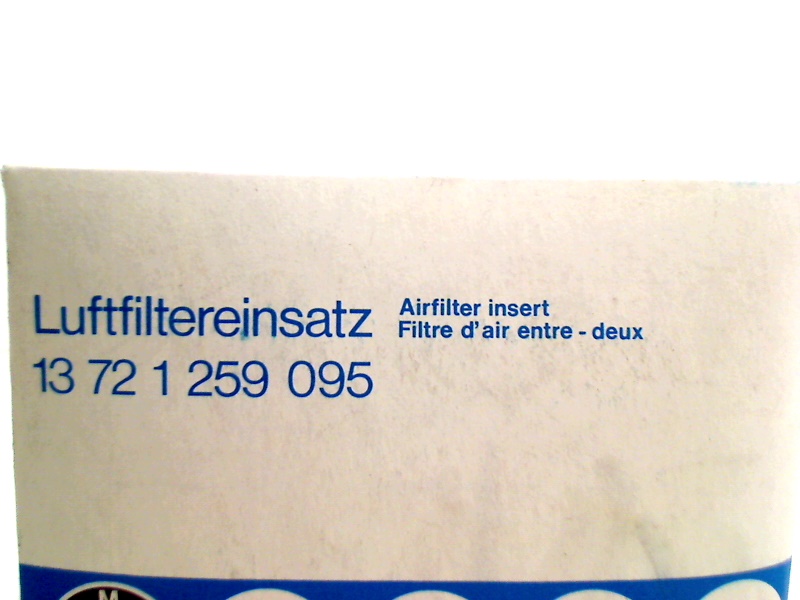 Luftfiltereinsatz
Airfilter insert
Filtre d'air entre - deux
13 72 1 259 095
M